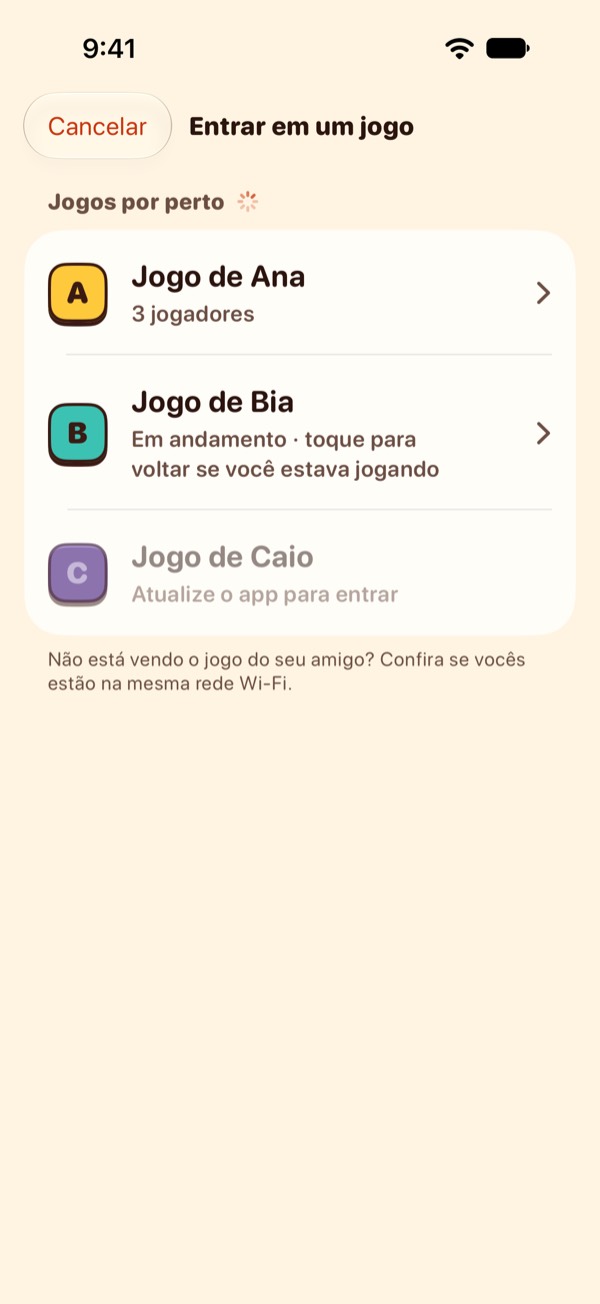 9:41
Cancelar
Entrar em um jogo
Jogos por perto
A
Jogo de Ana
3 jogadores
B
Jogo de Bia
Em andamento · toque para
voltar se você estava jogando
C
Jogo de Caio
Atualize o app para entrar
Não está vendo o jogo do seu amigo? Confira se vocês
estão na mesma rede Wi-Fi.